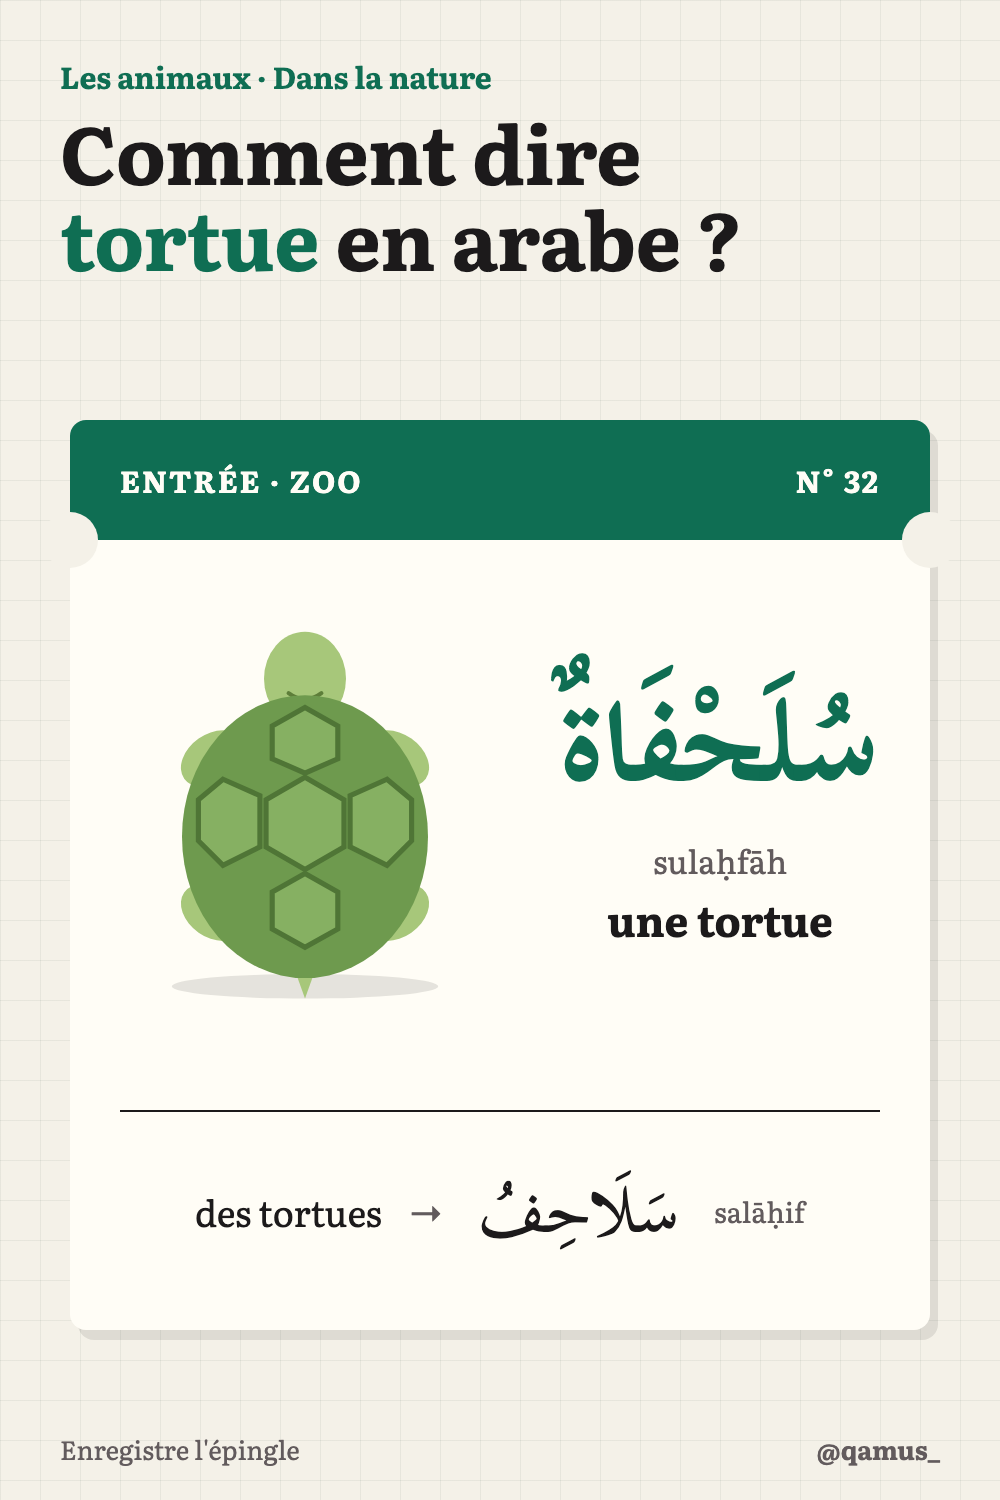 Les animaux · Dans la nature
Comment dire
tortue en arabe ?
ENTRÉE · ZOO
N° 32
سُلَحْفَاةٌ
sulaḥfāh
une tortue
des tortues → سَلَاحِفُ salāḥif
Enregistre l'épingle
@qamus_